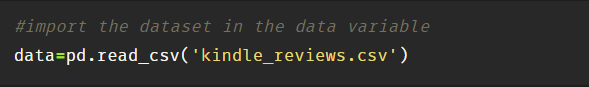 #import the dataset in the data variable
data=pd.read_csv('kindle_reviews.csv')